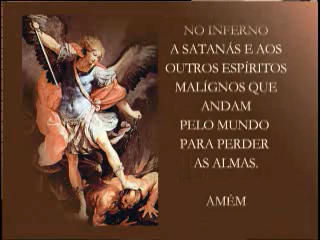 NO INFERNO
A SATANÁS E AOS
OUTROS ESPÍRITOS
MALÍGNOS QUE
ANDAM
PELO MUNDO
PARA PERDER
AS ALMAS.
AMÉM